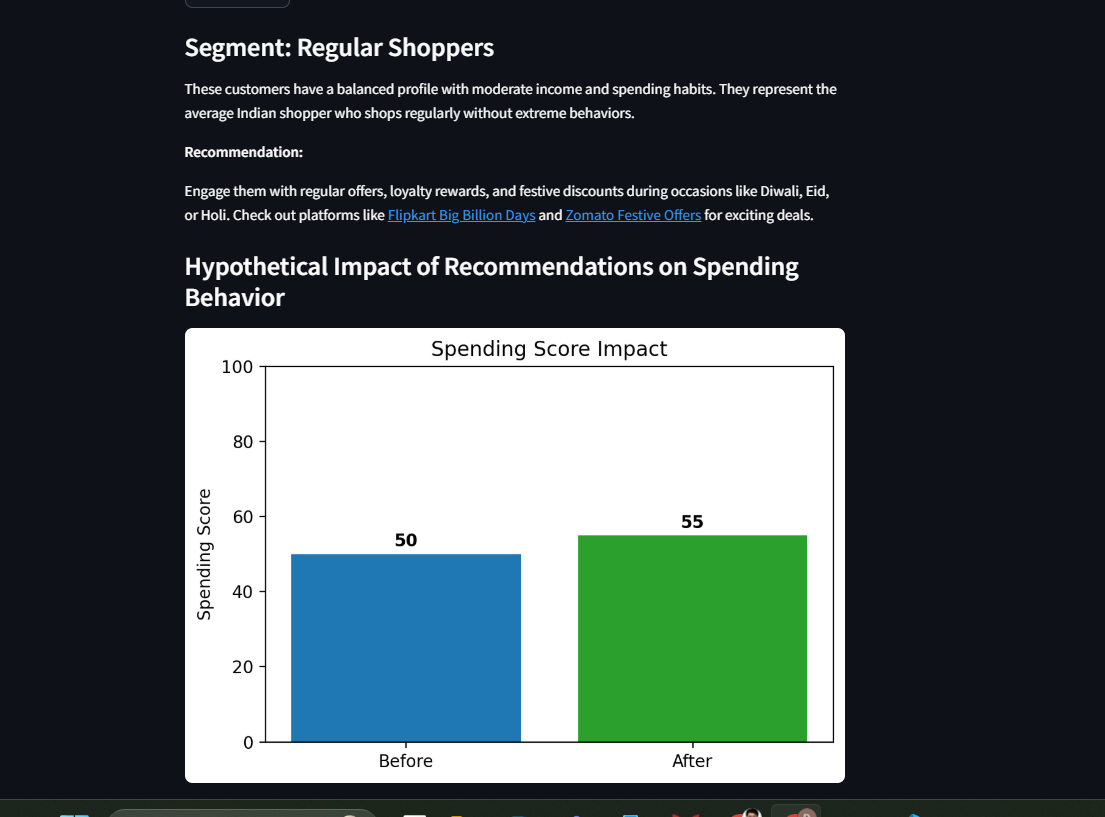 Segment: Regular Shoppers
These customers have a balanced profile with moderate income and spending habits. They represent the
average Indian shopper who shops regularly without extreme behaviors.
Recommendation:
Engage them with regular offers, loyalty rewards, and festive discounts during occasions like Diwali, Eid,
or Holi. Check out platforms like Flipkart Big Billion Days and Zomato Festive Offers for exciting deals.
Hypothetical Impact of Recommendations on Spending
Behavior
Spending Score Impact
Spending Score
100
80
60
40
20
0
50
55
Before
After